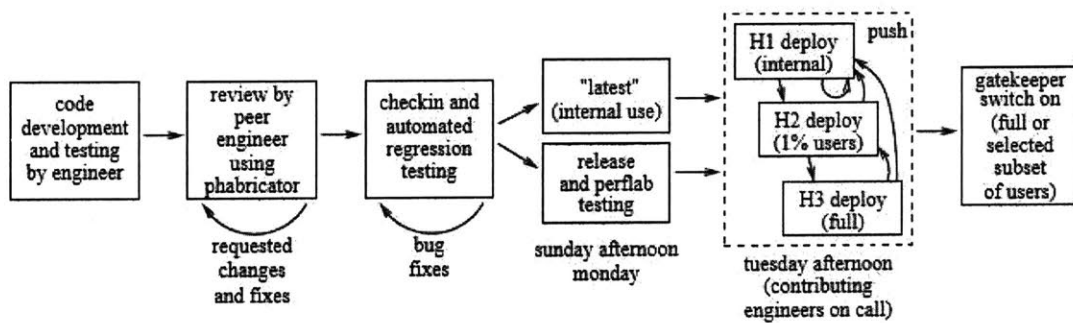 code
development
and testing
by engineer
review by
peer
engineer
using
phabricator
requested
changes
and fixes
checkin and
automated
regression
testing
bug
fixes
"latest"
(internal use)
release
and perflab
testing
sunday afternoon
monday
push
H1 deploy
(internal)
H2 deploy
(1% users)
H3 deploy
(full)
tuesday afternoon
(contributing
engineers on call)
gatekeeper
switch on
(full or
selected
subset
of users)